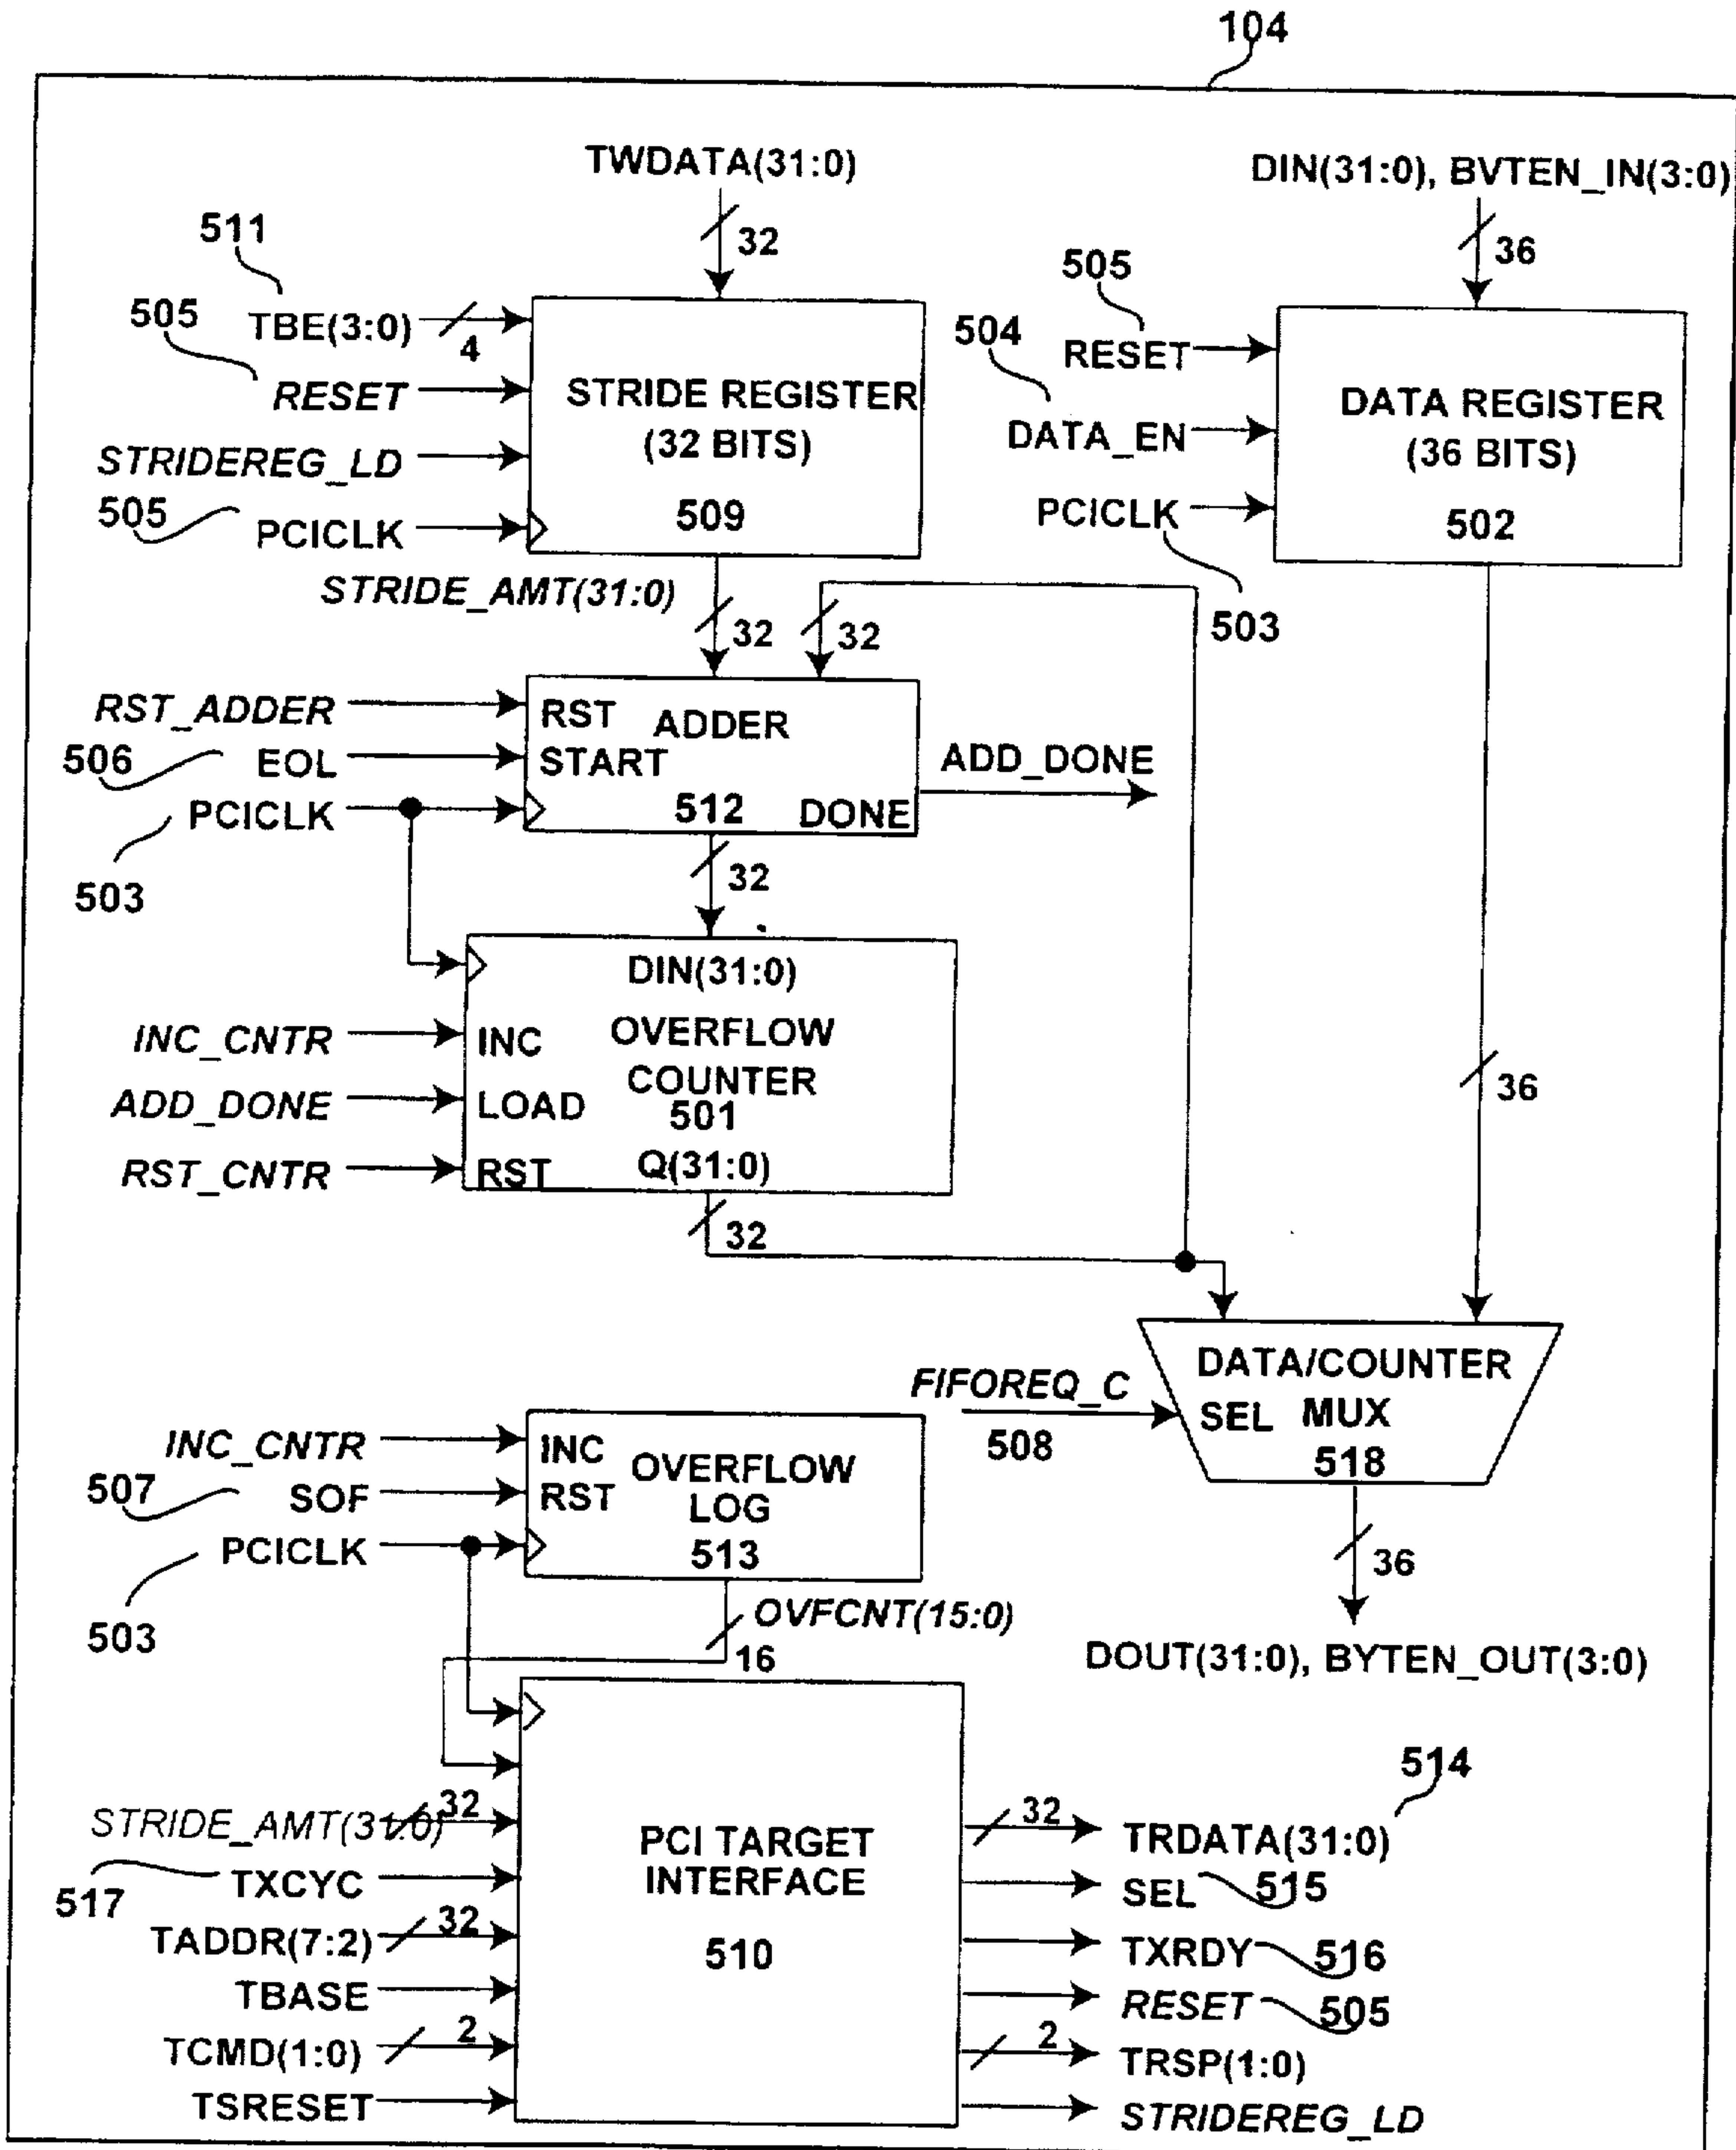 104
TWDATA(31:0)
DIN(31:0), BVTEN_IN(3:0)
32
36
511
TBE(3:0)
4
505
RESET
STRIDEREG_LD
505
PCICLK
STRIDE REGISTER
(32 BITS)
509
505
RESET
504
DATA_EN
PCICLK
503
DATA REGISTER
(36 BITS)
502
STRIDE_AMT(31:0)
32
32
RST_ADDER
506
EOL
PCICLK
503
RST
ADDER
START
512
DONE
ADD_DONE
32
36
INC_CNTR
ADD_DONE
RST_CNTR
DIN(31:0)
INC
OVERFLOW
COUNTER
LOAD
501
RST
Q(31:0)
32
FIFOREQ_C
508
DATA/COUNTER
SEL MUX
518
36
DOUT(31:0), BYTEN_OUT(3:0)
INC_CNTR
507
SOF
PCICLK
503
INC
RST
OVERFLOW
LOG
513
OVFCNT(15:0)
16
STRIDE_AMT(31:0)
32
517
TXCYC
TADDR(7:2)
32
TBASE
TCMD(1:0)
2
TSRESET
PCI TARGET
INTERFACE
510
514
32
TRDATA(31:0)
SEL
515
TXRDY
516
RESET
505
2
TRSP(1:0)
STRIDEREG_LD